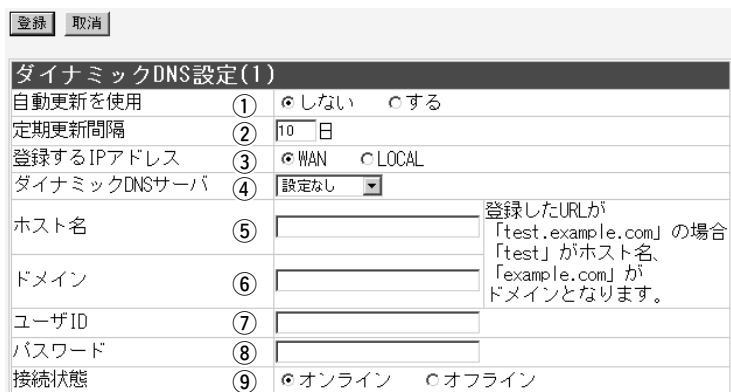 登録 取消
ダイナミックDNS設定(1)
自動更新を使用 ① しない する
定期更新間隔 ② 10 日
登録するIPアドレス ③ WAN LOCAL
ダイナミックDNSサーバ ④ 設定なし
ホスト名 ⑤
ドメイン ⑥
登録したURLが
「test.example.com」の場合
「test」がホスト名、
「example.com」が
ドメインとなります。
ユーザID ⑦
パスワード ⑧
接続状態 ⑨ オンライン オフライン